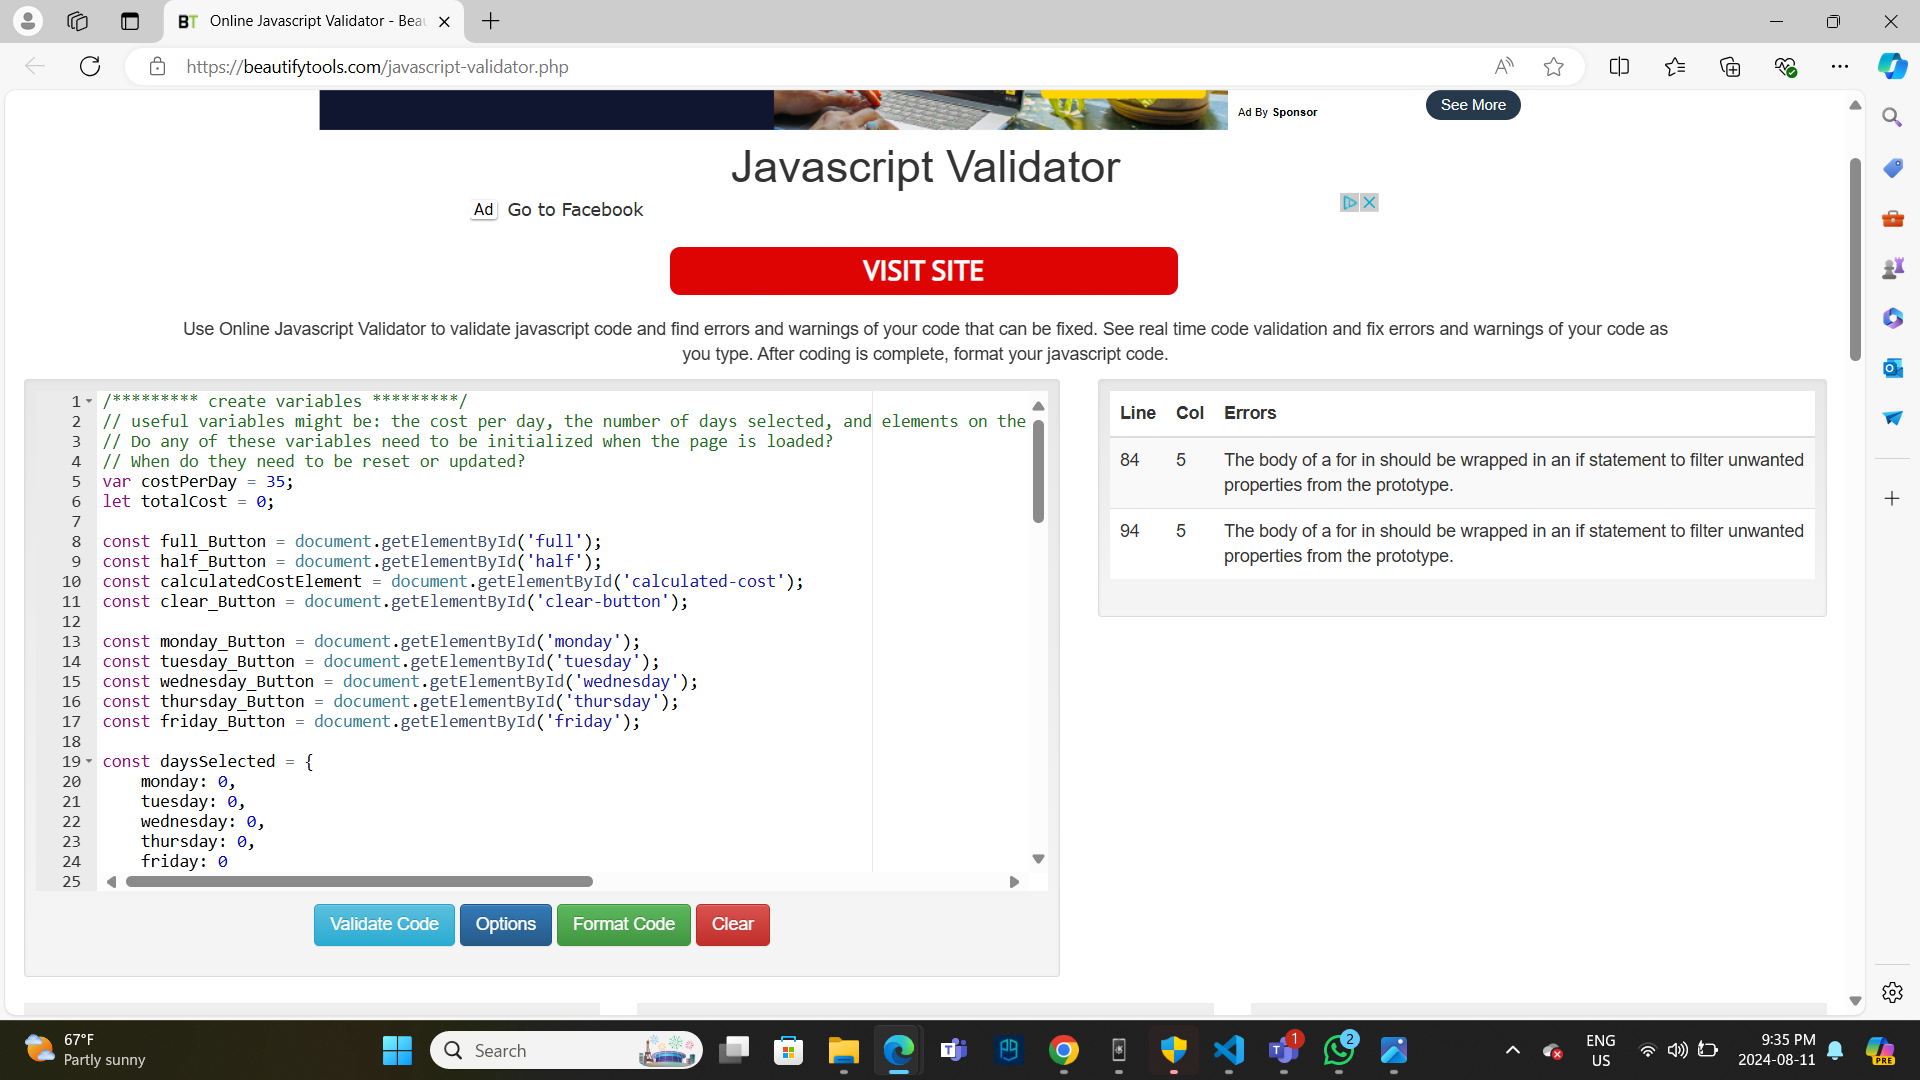 Online Javascript Validator - Bea
https://beautifytools.com/javascript-validator.php
Ad By Sponsor
See More
Javascript Validator
Ad Go to Facebook
VISIT SITE
Use Online Javascript Validator to validate javascript code and find errors and warnings of your code that can be fixed. See real time code validation and fix errors and warnings of your code as
you type. After coding is complete, format your javascript code.
1 /********* create variables *********/
2 // useful variables might be: the cost per day, the number of days selected, and elements on the
3 // Do any of these variables need to be initialized when the page is loaded?
4 // When do they need to be reset or updated?
5 var costPerDay = 35;
6 let totalCost = 0;
7
8 const full_Button = document.getElementById('full');
9 const half_Button = document.getElementById('half');
10 const calculatedCostElement = document.getElementById('calculated-cost');
11 const clear_Button = document.getElementById('clear-button');
12
13 const monday_Button = document.getElementById('monday');
14 const tuesday_Button = document.getElementById('tuesday');
15 const wednesday_Button = document.getElementById('wednesday');
16 const thursday_Button = document.getElementById('thursday');
17 const friday_Button = document.getElementById('friday');
18
19 const daysSelected = {
20 monday: 0,
21 tuesday: 0,
22 wednesday: 0,
23 thursday: 0,
24 friday: 0
25
Validate Code Options Format Code Clear
Line Col Errors
84 5 The body of a for in should be wrapped in an if statement to filter unwanted
properties from the prototype.
94 5 The body of a for in should be wrapped in an if statement to filter unwanted
properties from the prototype.
67°F
Partly sunny
Search
1
2
ENG
US
9:35 PM
2024-08-11
PRE